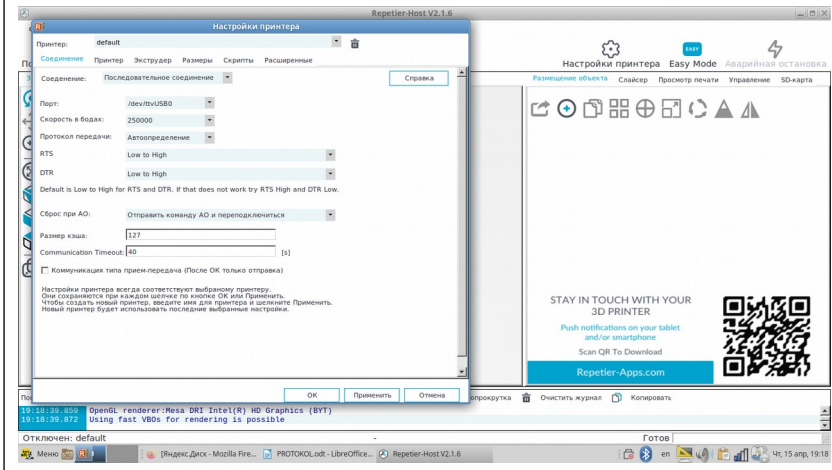 Repetier-Host V2.1.6
Настройки принтера
Принтер: default
Соединение Принтер Экструдер Размеры Скрипты Расширенные
Соеденение: Последовательное соединение Справка
Порт: /dev/ttyUSB0
Скорость в бодах: 250000
Протокол передачи: Автоопределение
RTS Low to High
DTR Low to High
Default is Low to High for RTS and DTR. If that does not work try RTS High and DTR Low.
Сброс при АО: Отправить команду АО и переподключиться
Размер кэша: 127
Communication Timeout: 40 [s]
Коммуникация типа прием-передача (После ОК только отправка)
Настройки принтера всегда соответствуют выбраному принтеру.
Они сохраняются при каждом щелчке по кнопке ОК или Применить.
Чтобы создать новый принтер, введите имя для принтера и щелкните Применить.
Новый принтер будет использовать последние выбранные настройки.
ОК Применить Отмена
EASY
Настройки принтера Easy Mode Аварийная остановка
Размещение объекта Слайсер Просмотр печати Управление SD-карта
STAY IN TOUCH WITH YOUR
3D PRINTER
Push notifications on your tablet
and/or smartphone
Scan QR To Download
Repetier-Apps.com
Очистить журнал Копировать
19:18:39.859 OpenGL renderer:Mesa DRI Intel(R) HD Graphics (BYT)
19:18:39.872 Using fast VBOs for rendering is possible
Отключен: default - Готов
Меню [Яндекс.Диск - Mozilla Fire... PROTOKOL.odt - LibreOffice... Repetier-Host V2.1.6 en Чт, 15 апр, 19:18